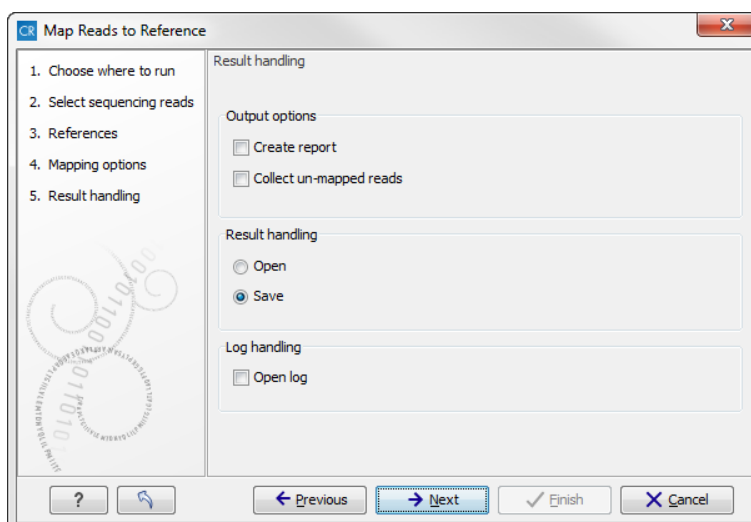 CR Map Reads to Reference
1. Choose where to run
2. Select sequencing reads
3. References
4. Mapping options
5. Result handling
Result handling
Output options
Create report
Collect un-mapped reads
Result handling
Open
Save
Log handling
Open log
?
Previous
Next
Finish
Cancel